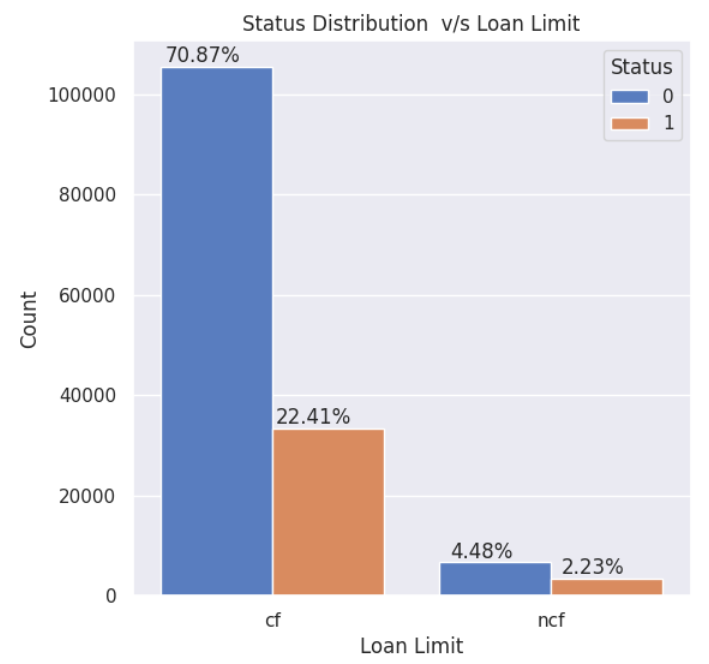 Status Distribution  v/s Loan Limit
70.87%
Status
0
1
100000
80000
60000
Count
40000
22.41%
20000
4.48%
2.23%
0
cf
ncf
Loan Limit